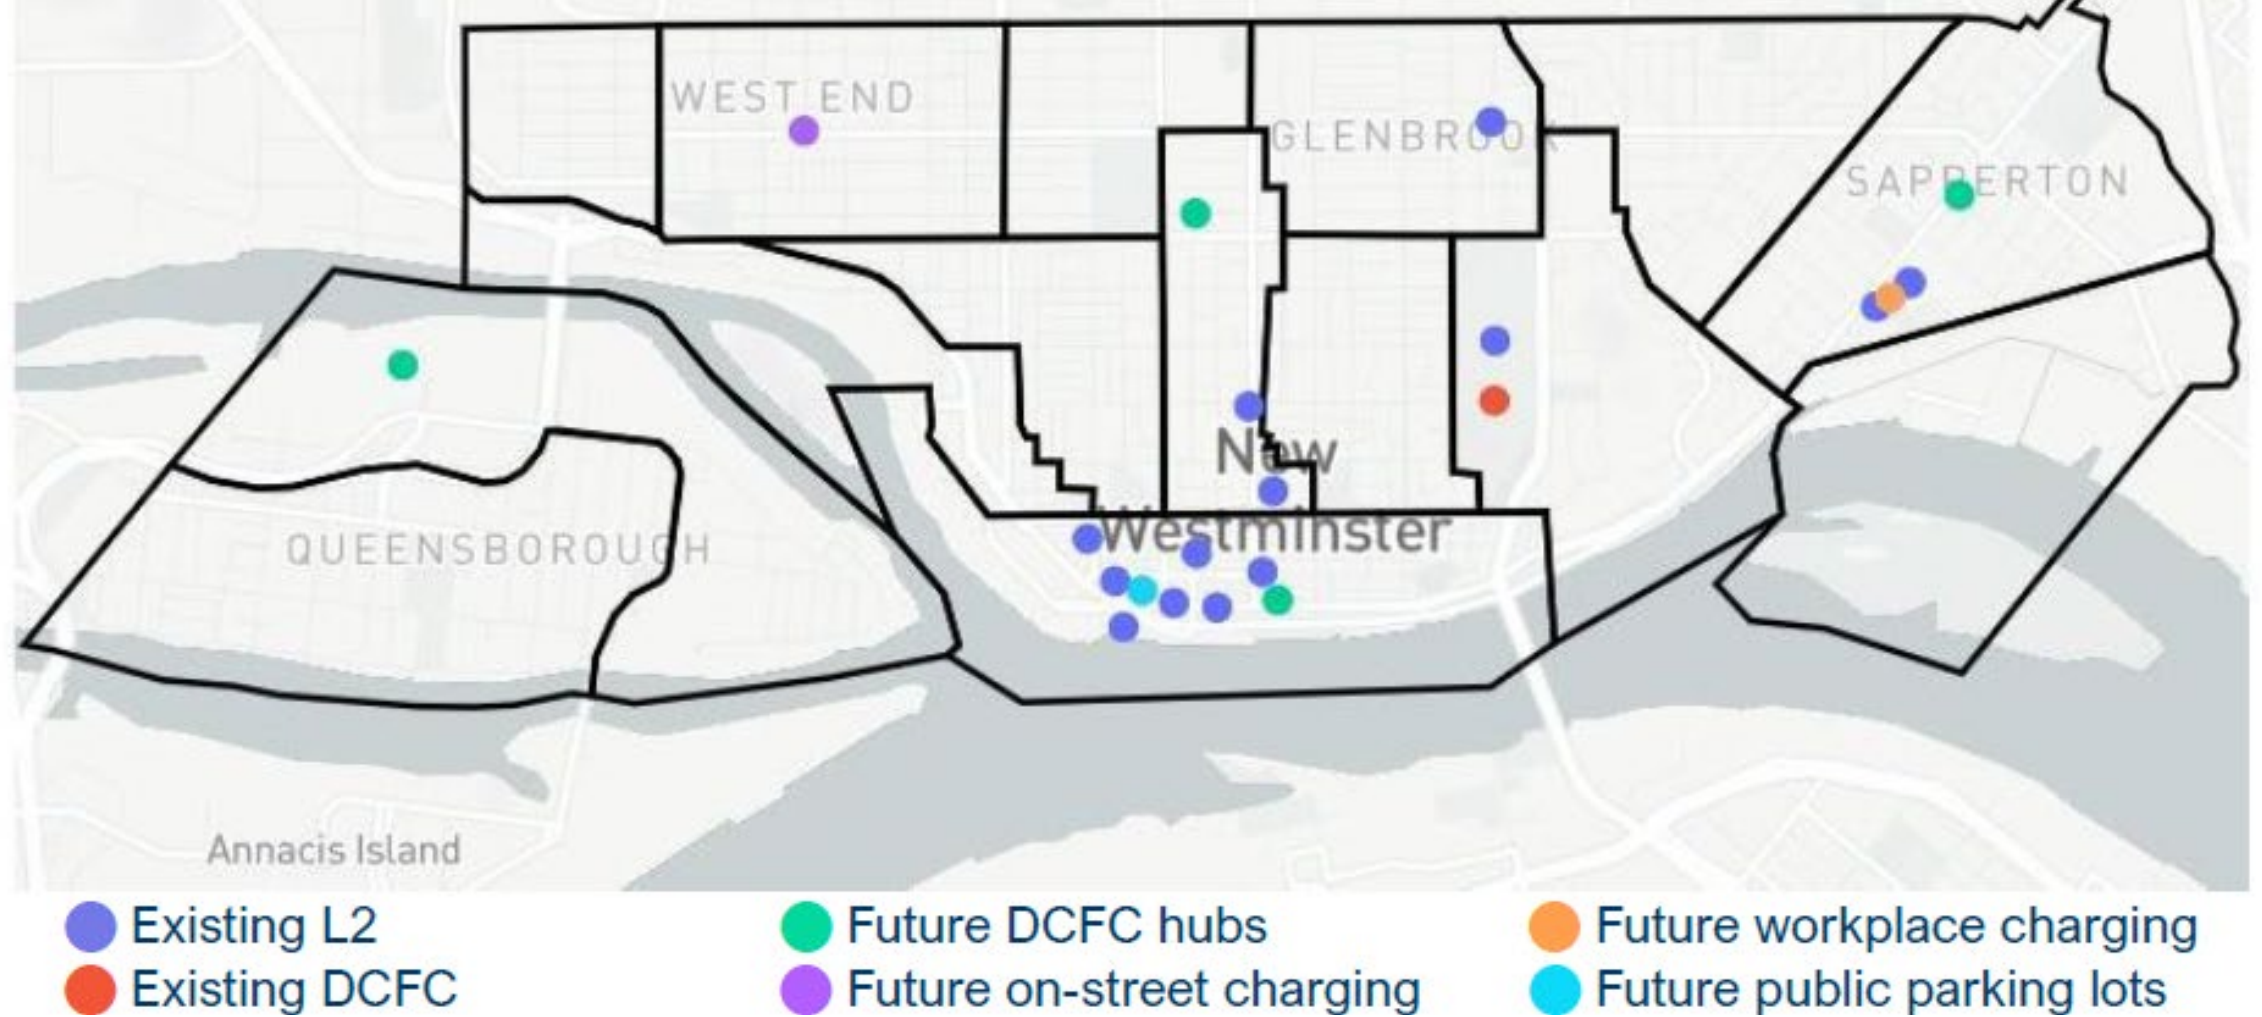 WEST END
GLENBROOK
SAPPERTON
New
Westminster
QUEENSBOROUGH
Annacis Island
Existing L2
Future DCFC hubs
Future workplace charging
Existing DCFC
Future on-street charging
Future public parking lots